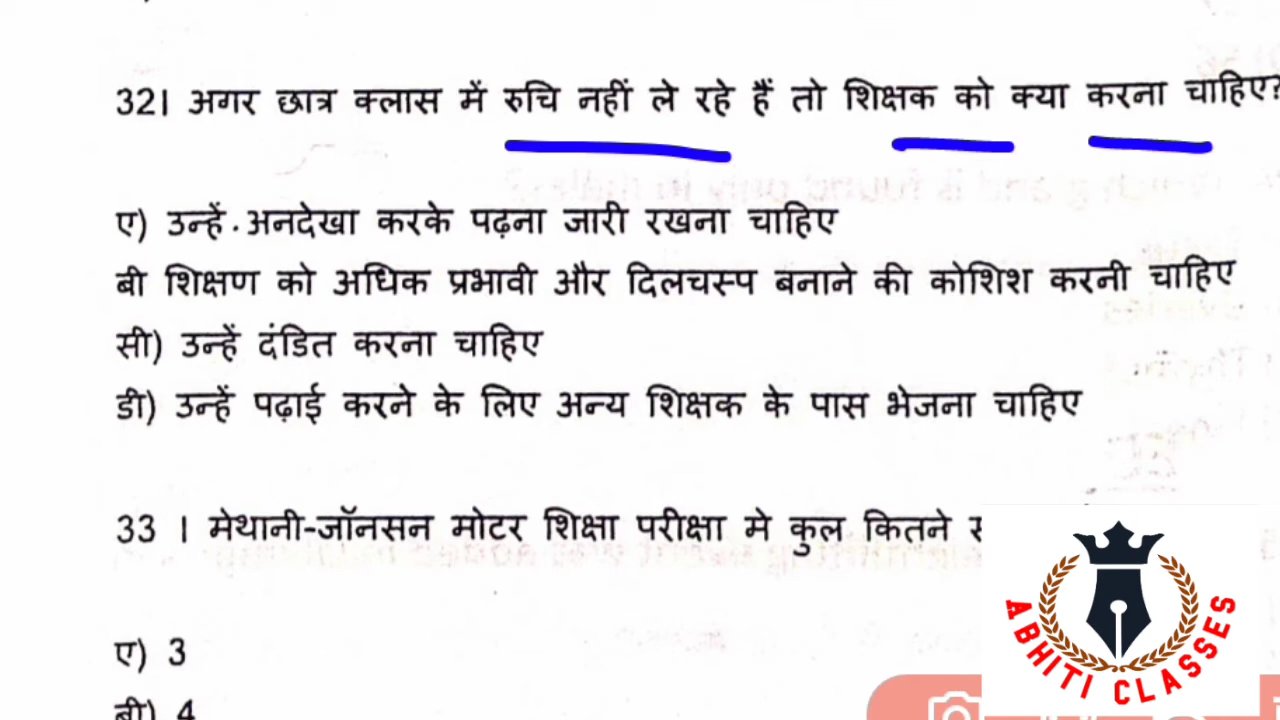 32। अगर छात्र क्लास में रुचि नहीं ले रहे हैं तो शिक्षक को क्या करना चाहिए?
ए) उन्हें अनदेखा करके पढ़ना जारी रखना चाहिए
बी शिक्षण को अधिक प्रभावी और दिलचस्प बनाने की कोशिश करनी चाहिए
सी) उन्हें दंडित करना चाहिए
डी) उन्हें पढ़ाई करने के लिए अन्य शिक्षक के पास भेजना चाहिए
33 । मेथानी-जॉनसन मोटर शिक्षा परीक्षा मे कुल कितने
ए) 3
बी) 4
ABHITI CLASSES